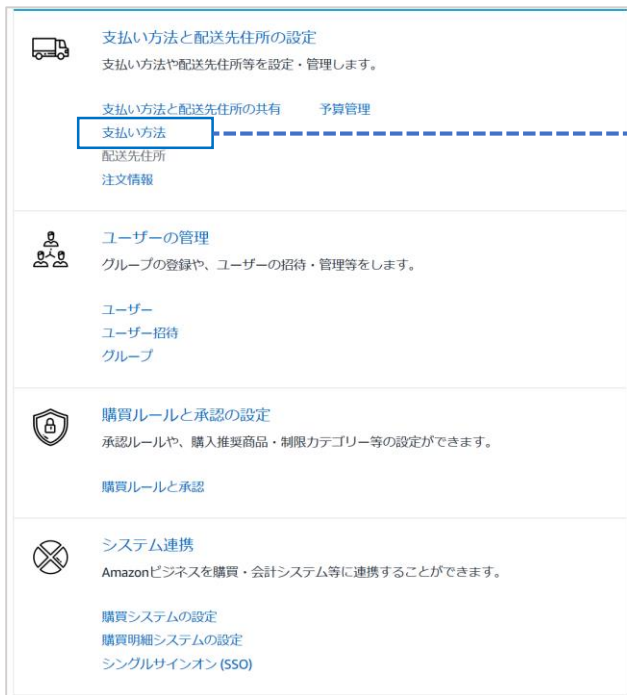 支払い方法と配送先住所の設定
支払い方法や配送先住所等を設定・管理します。
支払い方法と配送先住所の共有 予算管理
支払い方法
配送先住所
注文情報
ユーザーの管理
グループの登録や、ユーザーの招待・管理等をします。
ユーザー
ユーザー招待
グループ
購買ルールと承認の設定
承認ルールや、購入推奨商品・制限カテゴリー等の設定ができます。
購買ルールと承認
システム連携
Amazonビジネスを購買・会計システム等に連携することができます。
購買システムの設定
購買明細システムの設定
シングルサインオン (SSO)